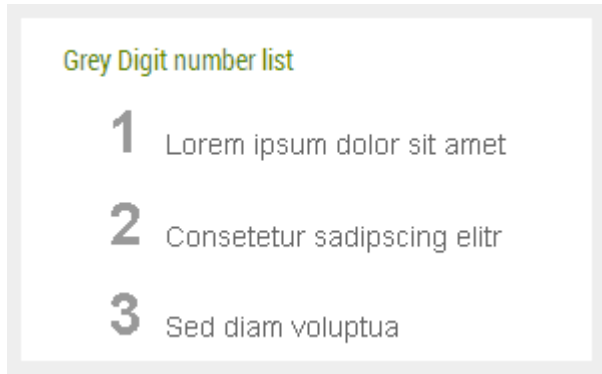 Grey Digit number list
1 Lorem ipsum dolor sit amet
2 Consetetur sadipscing elitr
3 Sed diam voluptua